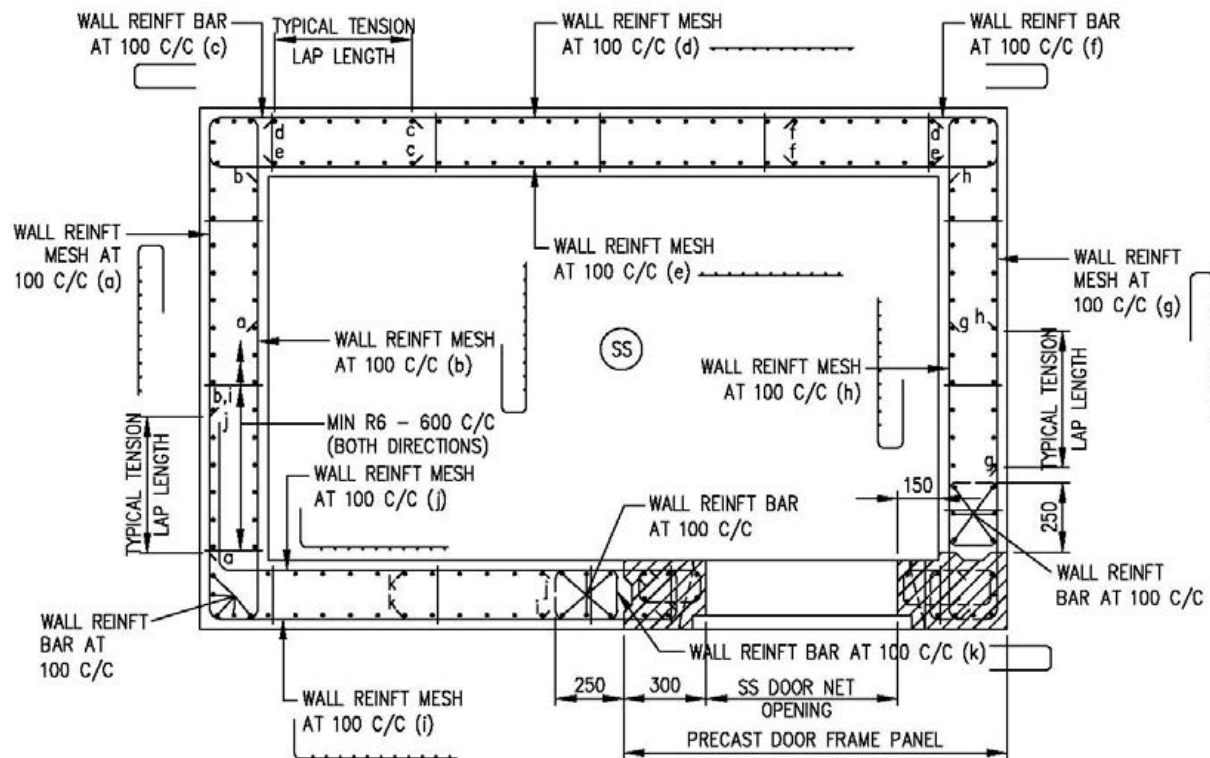 WALL REINFT BAR
AT 100 C/C (c)
TYPICAL TENSION
LAP LENGTH
WALL REINFT MESH
AT 100 C/C (d)
WALL REINFT BAR
AT 100 C/C (f)
d
c
f
d
e
c
f
e
b
h
WALL REINFT
MESH AT
100 C/C (a)
WALL REINFT MESH
AT 100 C/C (e)
WALL REINFT
MESH AT
100 C/C (g)
a
g
h
WALL REINFT MESH
AT 100 C/C (b)
SS
WALL REINFT MESH
AT 100 C/C (h)
TYPICAL TENSION
LAP LENGTH
b,i
j
MIN R6 - 600 C/C
(BOTH DIRECTIONS)
TYPICAL TENSION
LAP LENGTH
WALL REINFT MESH
AT 100 C/C (j)
g
150
250
WALL REINFT BAR
AT 100 C/C
a
k
j
k
i
WALL REINFT
BAR AT 100 C/C
WALL REINFT
BAR AT
100 C/C
WALL REINFT BAR AT 100 C/C (k)
250
300
SS DOOR NET
OPENING
WALL REINFT MESH
AT 100 C/C (i)
PRECAST DOOR FRAME PANEL